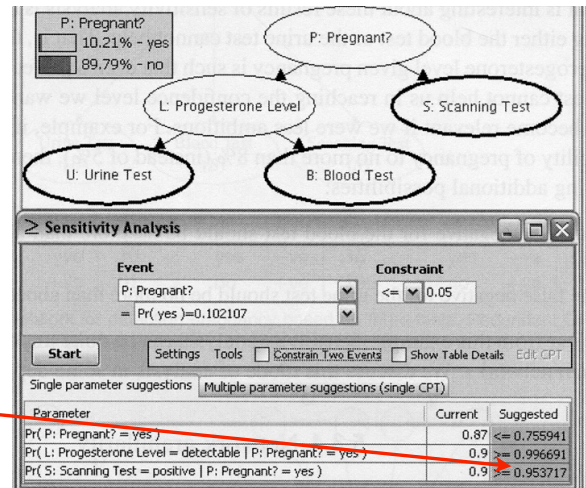 P: Pregnant?
10.21% - yes
89.79% - no
P: Pregnant?
L: Progesterone Level
S: Scanning Test
U: Urine Test
B: Blood Test
Sensitivity Analysis
Event
Constraint
P: Pregnant?
<=
0.05
= Pr( yes )=0.102107
Start
Settings Tools Constrain Two Events Show Table Details Edit CPT
Single parameter suggestions Multiple parameter suggestions (single CPT)
Parameter Current Suggested
Pr( P: Pregnant? = yes ) 0.87 <= 0.755941
Pr( L: Progesterone Level = detectable | P: Pregnant? = yes ) 0.9 >= 0.996691
Pr( S: Scanning Test = positive | P: Pregnant? = yes ) 0.9 >= 0.953717